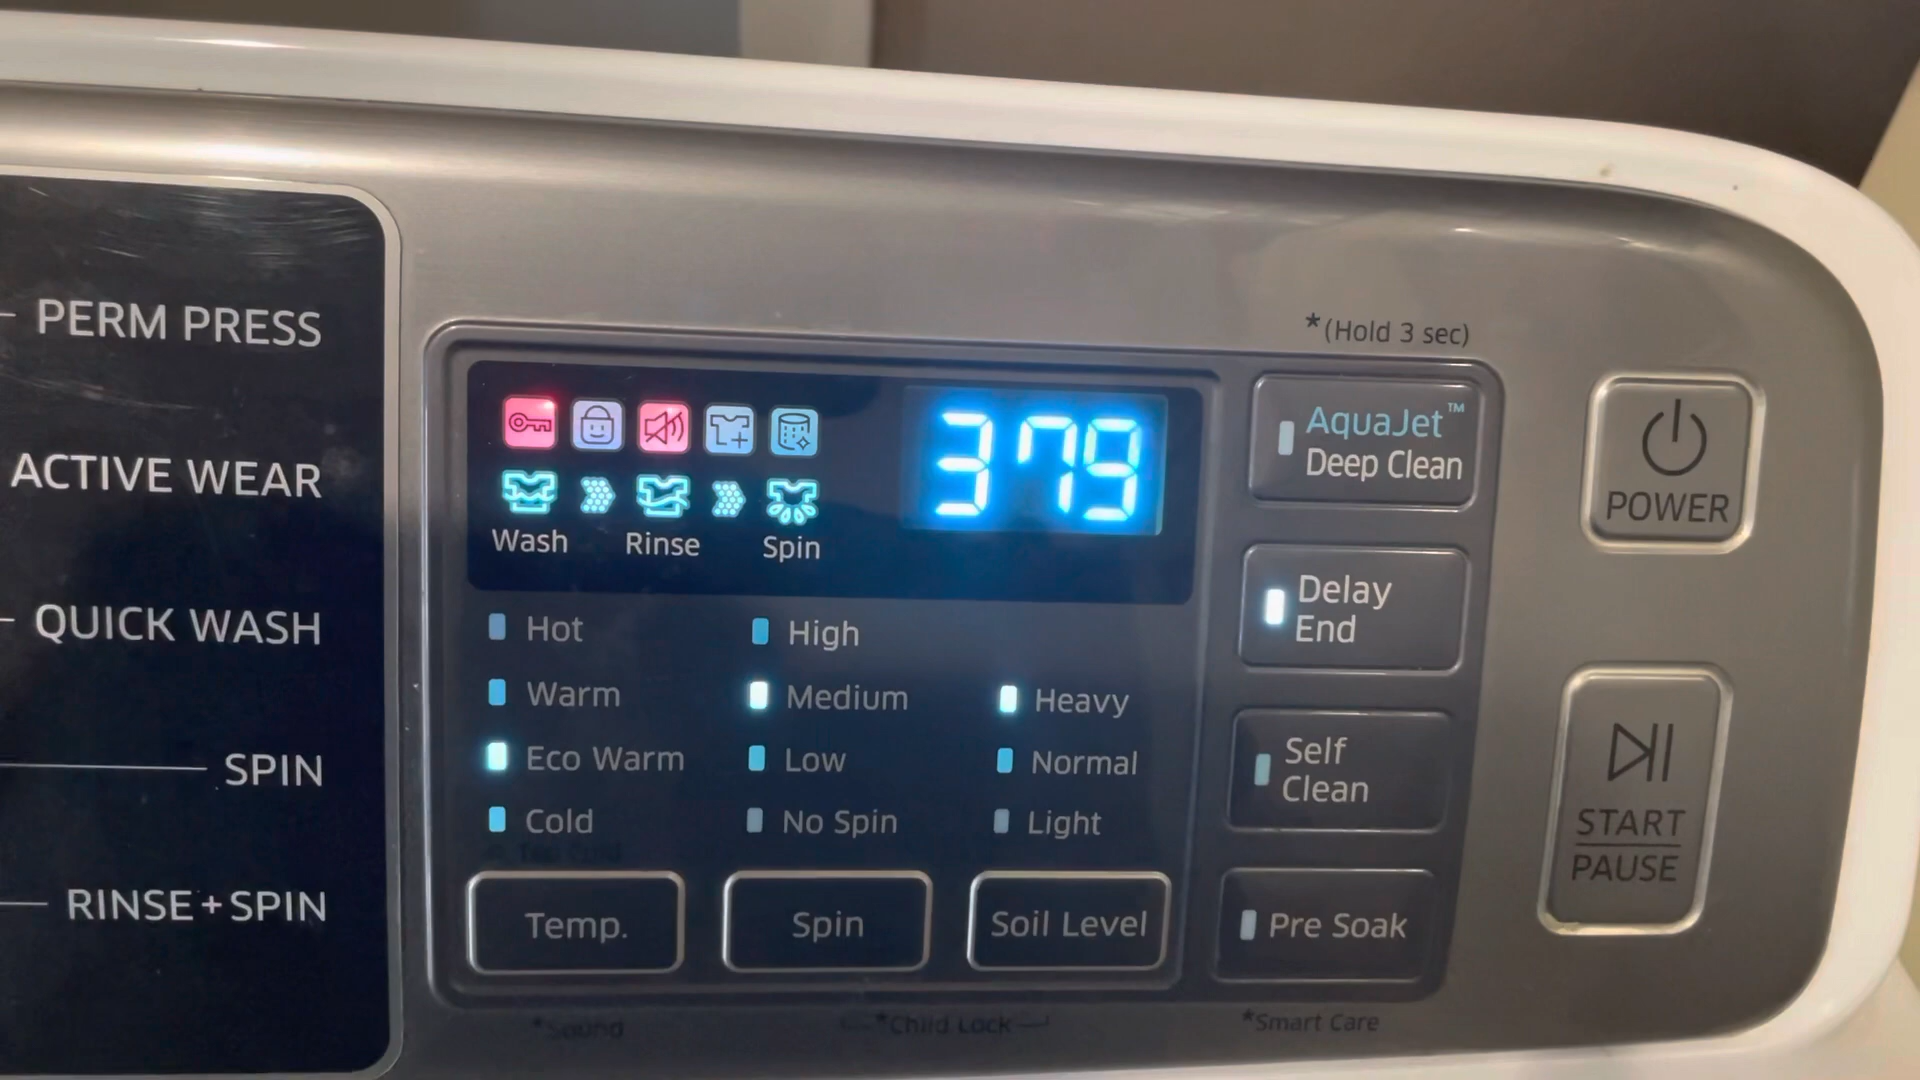 PERM PRESS
ACTIVE WEAR
QUICK WASH
SPIN
RINSE+SPIN
379
Wash
Rinse
Spin
Hot
Warm
Eco Warm
Cold
High
Medium
Low
No Spin
Heavy
Normal
Light
Temp.
Spin
Soil Level
*Sound
*Child Lock
*(Hold 3 sec)
AquaJet™
Deep Clean
Delay
End
Self
Clean
Pre Soak
*Smart Care
POWER
START
PAUSE